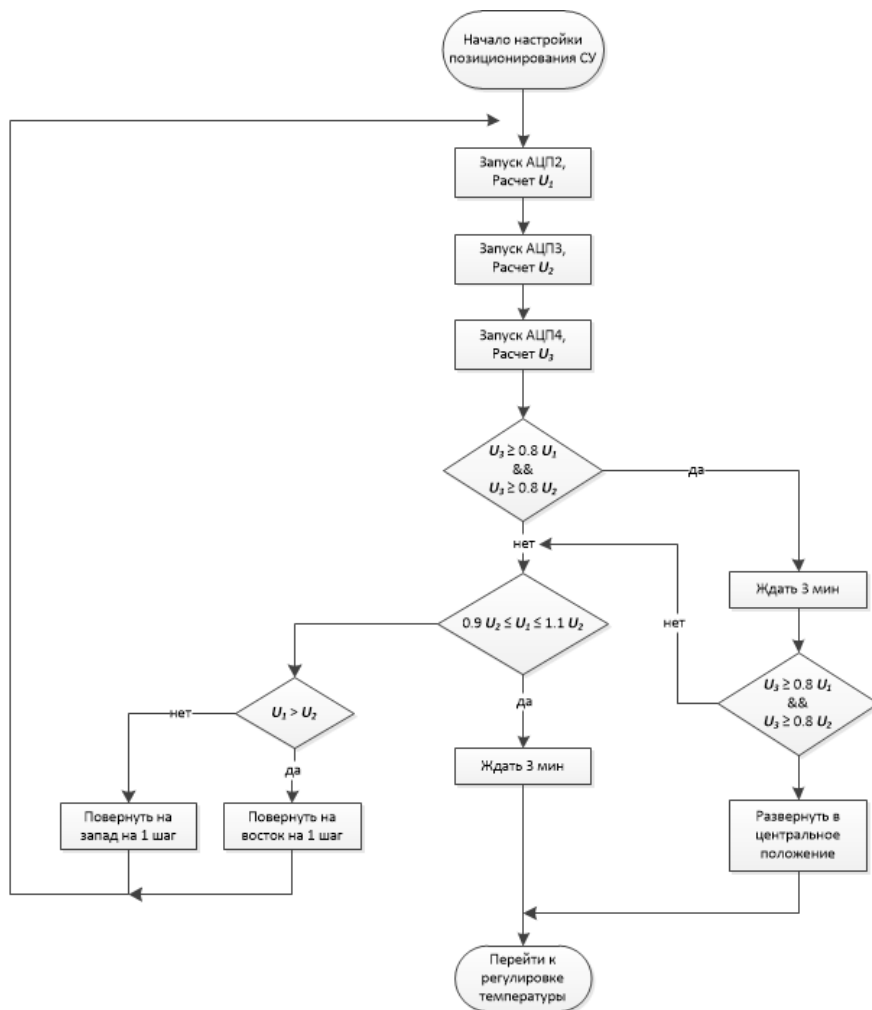 Начало настройки
позиционирования СУ
Запуск АЦП2,
Расчет U₁
Запуск АЦП3,
Расчет U₂
Запуск АЦП4,
Расчет U₃
U₃ ≥ 0.8 U₁
&&
U₃ ≥ 0.8 U₂
да
нет
Ждать 3 мин
0.9 U₂ ≤ U₁ ≤ 1.1 U₂
нет
U₃ ≥ 0.8 U₁
&&
U₃ ≥ 0.8 U₂
U₁ > U₂
нет
да
да
Ждать 3 мин
Повернуть на
запад на 1 шаг
Повернуть на
восток на 1 шаг
Развернуть в
центральное
положение
Перейти к
регулировке
температуры